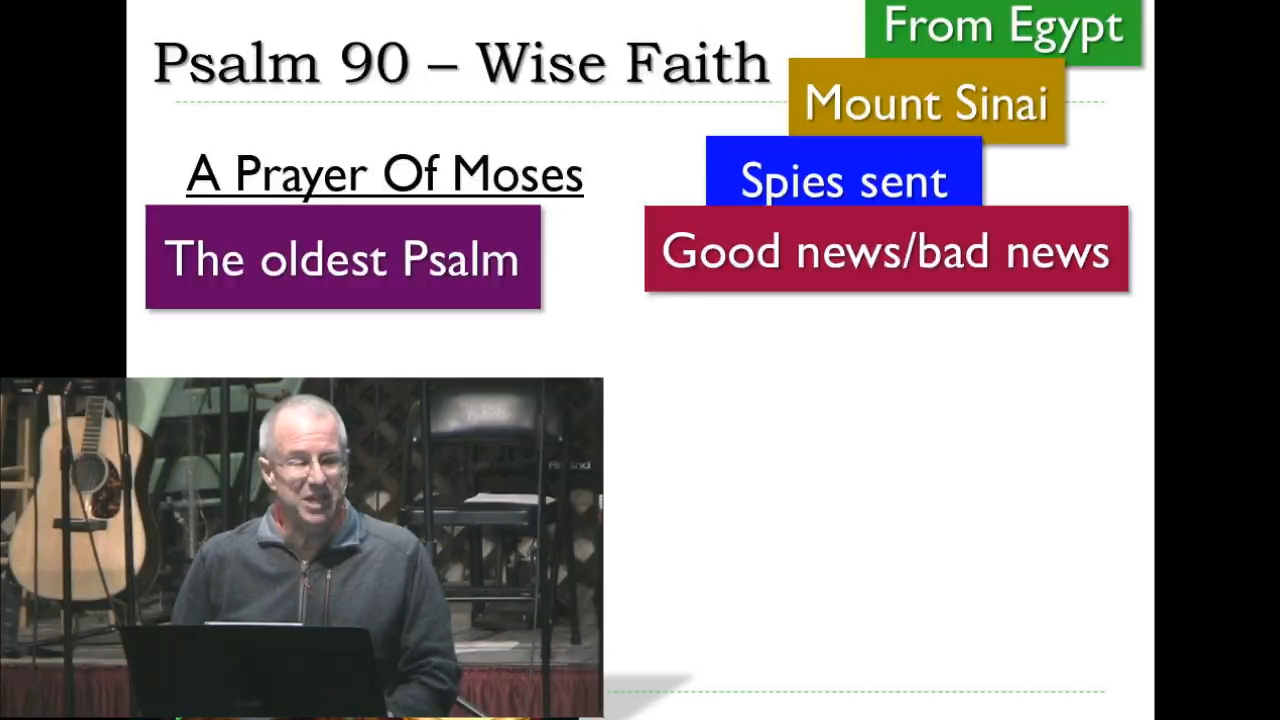 Psalm 90 – Wise Faith
From Egypt
Mount Sinai
A Prayer Of Moses
Spies sent
The oldest Psalm
Good news/bad news
Roland